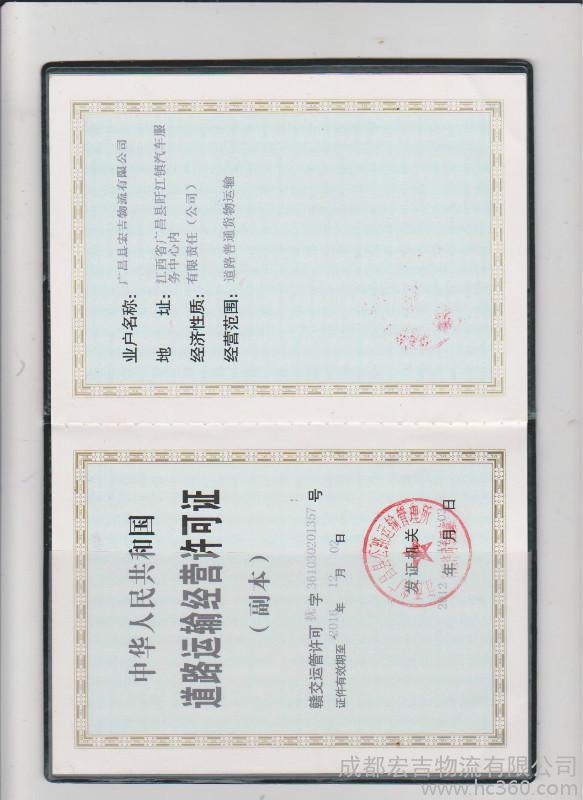 中华人民共和国
道路运输经营许可证
（副本）
赣交运管许可 抚 字 361030201357 号
证件有效期至 2016 年 12 月 02 日
发证机关
2012 年 12 月 03 日
业户名称: 广昌县宏吉物流有限公司
地 址: 江西省广昌县盱江镇汽车服
务中心内
经济性质: 有限责任（公司）
经营范围: 道路普通货物运输
成都宏吉物流有限公司
www.hc360.com